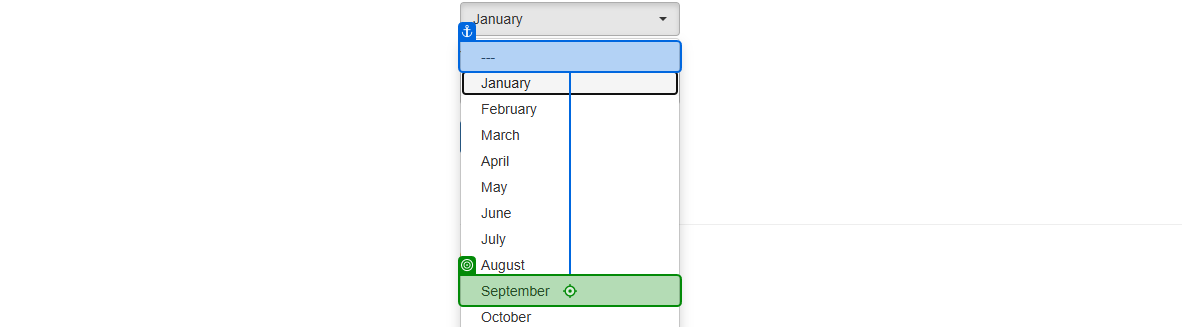 January
---
January
February
March
April
May
June
July
August
September
October